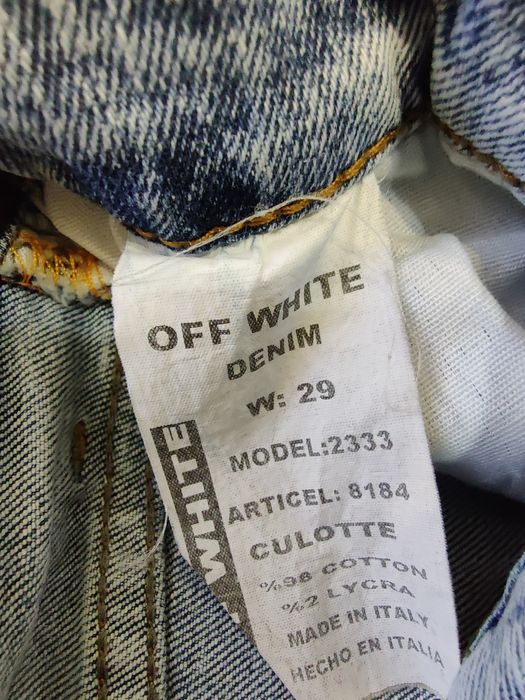 OFF WHITE
DENIM
W: 29
MODEL:2333
ARTICEL: 8184
CULOTTE
%98 COTTON
%2 LYCRA
MADE IN ITALY
HECHO EN ITALIA
WHITE